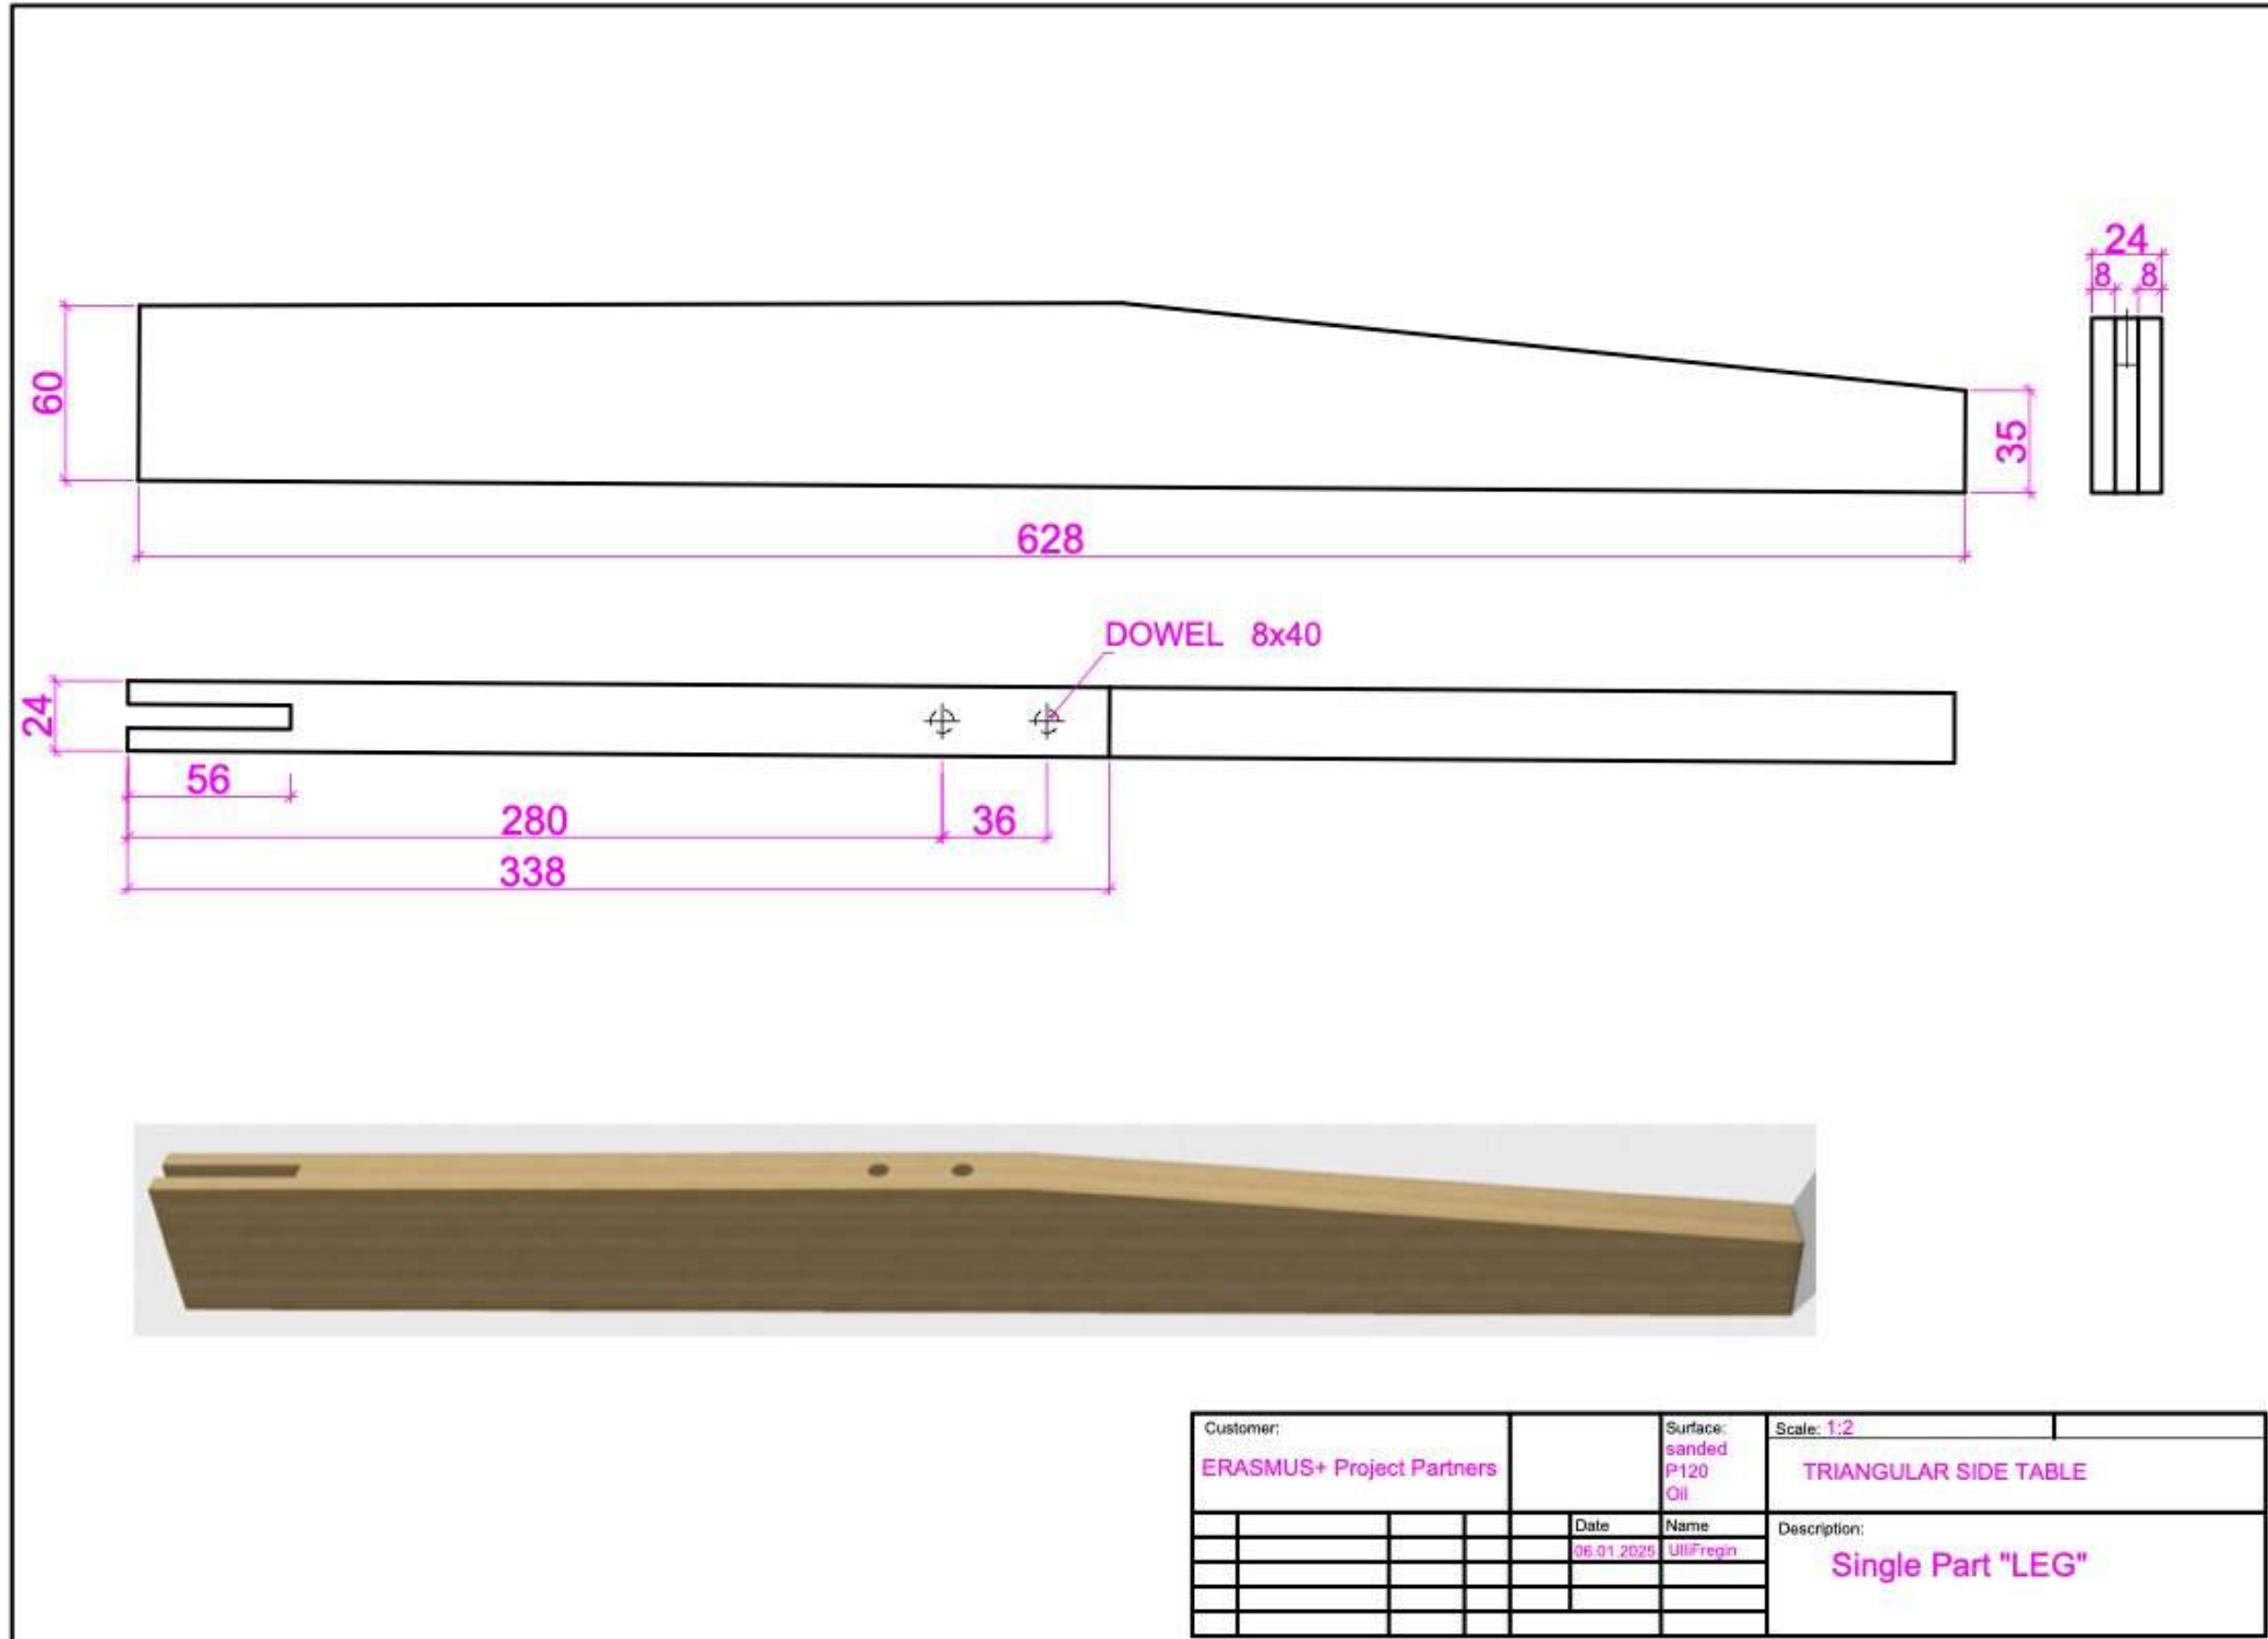 24
8 8
60
35
628
DOWEL 8x40
24
56
280 36
338
Customer:
ERASMUS+ Project Partners
Surface:
sanded
P120
Oil
Scale: 1:2
TRIANGULAR SIDE TABLE
Date Name
06.01.2025 UlliFregin
Description:
Single Part "LEG"